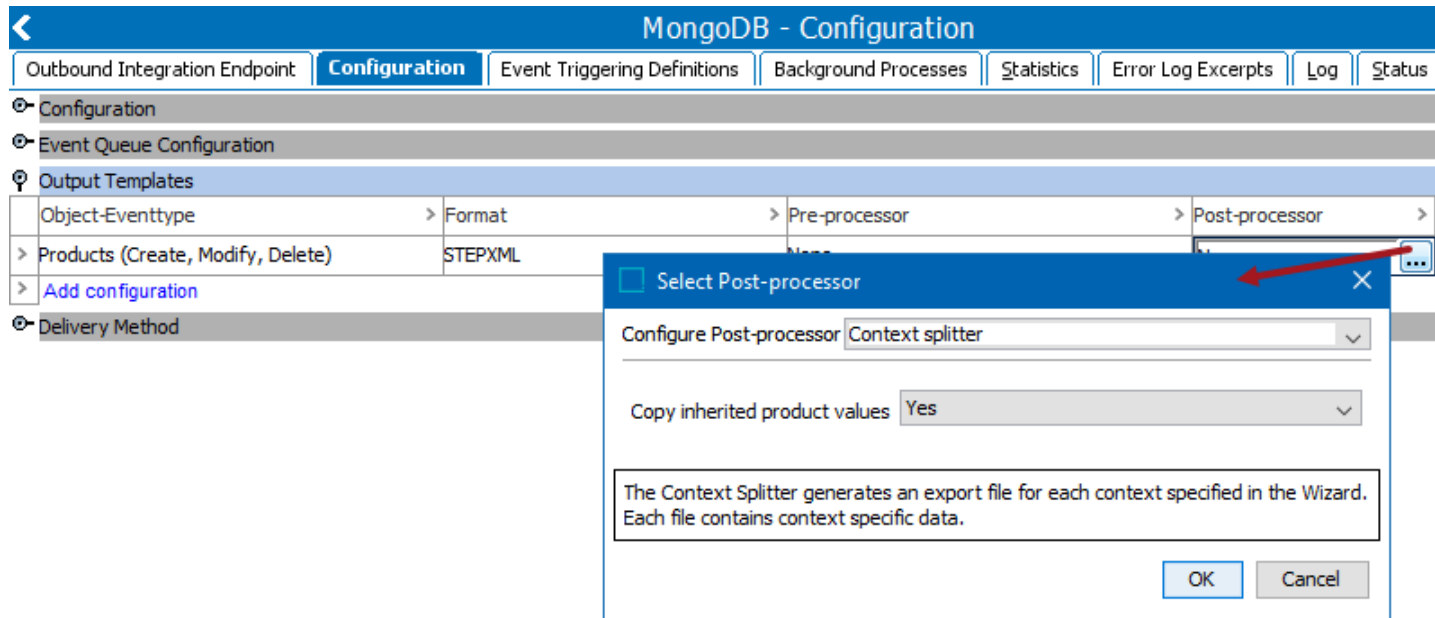 MongoDB - Configuration
Outbound Integration Endpoint Configuration Event Triggering Definitions Background Processes Statistics Error Log Excerpts Log Status
Configuration
Event Queue Configuration
Output Templates
Object-Eventtype > Format > Pre-processor > Post-processor >
> Products (Create, Modify, Delete) STEPXML ...
> Add configuration
Delivery Method
Select Post-processor
Configure Post-processor Context splitter
Copy inherited product values Yes
The Context Splitter generates an export file for each context specified in the Wizard.
Each file contains context specific data.
OK Cancel